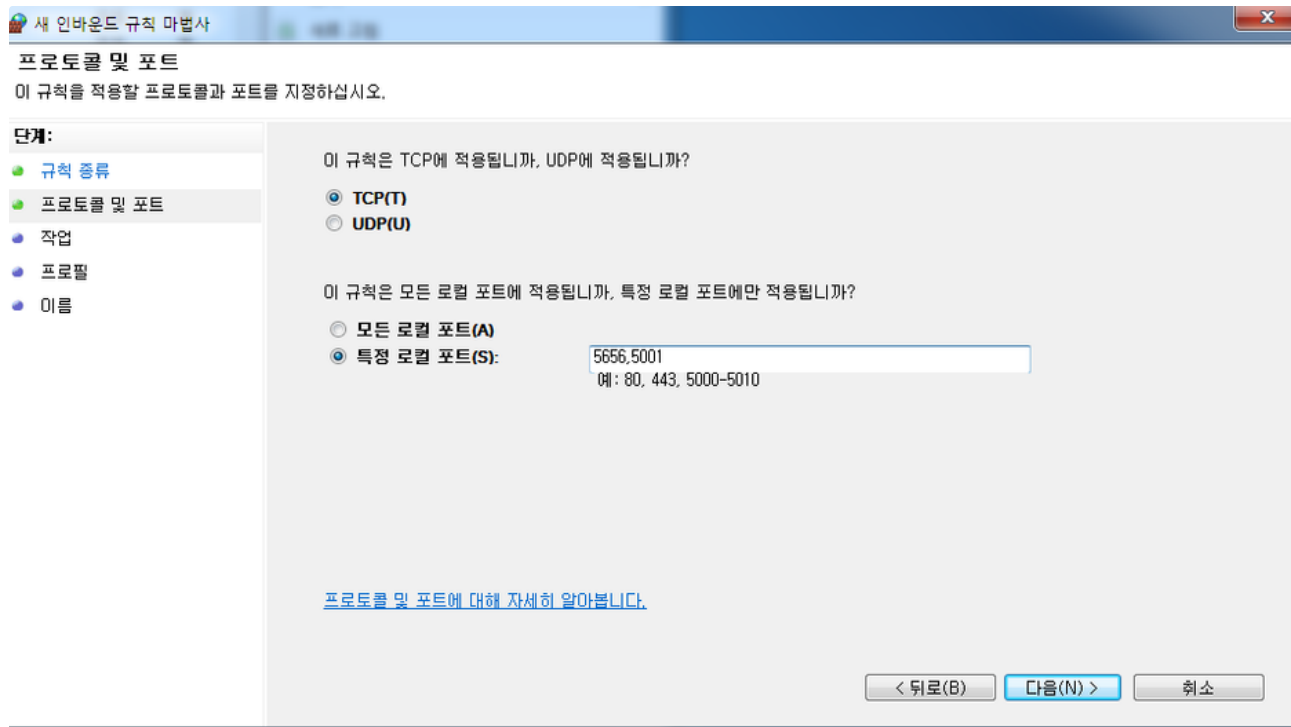 새 인바운드 규칙 마법사
프로토콜 및 포트
이 규칙을 적용할 프로토콜과 포트를 지정하십시오.
단계:
규칙 종류
프로토콜 및 포트
작업
프로필
이름
이 규칙은 TCP에 적용됩니까, UDP에 적용됩니까?
TCP(T)
UDP(U)
이 규칙은 모든 로컬 포트에 적용됩니까, 특정 로컬 포트에만 적용됩니까?
모든 로컬 포트(A)
특정 로컬 포트(S):
5656,5001
예: 80, 443, 5000-5010
프로토콜 및 포트에 대해 자세히 알아봅니다.
< 뒤로(B)
다음(N) >
취소